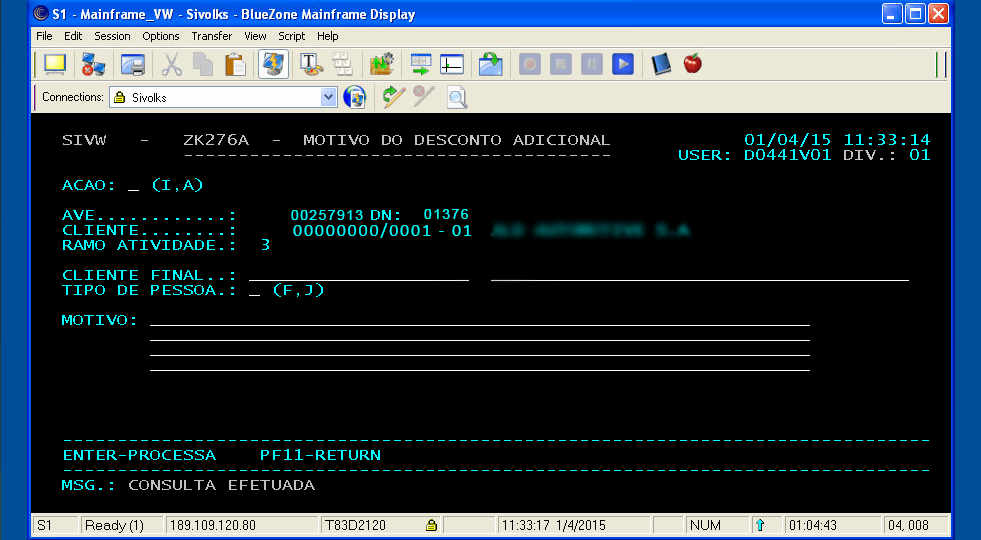 S1 - Mainframe_VW - Sivolks - BlueZone Mainframe Display
File Edit Session Options Transfer View Script Help
Connections: Sivolks
SIVW - ZK276A - MOTIVO DO DESCONTO ADICIONAL 01/04/15 11:33:14
USER: D0441V01 DIV.: 01
ACAO: _ (I,A)
AVE............: 00257913 DN: 01376
CLIENTE........: 00000000/0001 - 01
RAMO ATIVIDADE.: 3
CLIENTE FINAL..:
TIPO DE PESSOA.: _ (F,J)
MOTIVO:
ENTER-PROCESSA PF11-RETURN
MSG.: CONSULTA EFETUADA
S1 Ready (1) 189.109.120.80 T83D2120 11:33:17 1/4/2015 NUM 01:04:43 04, 008